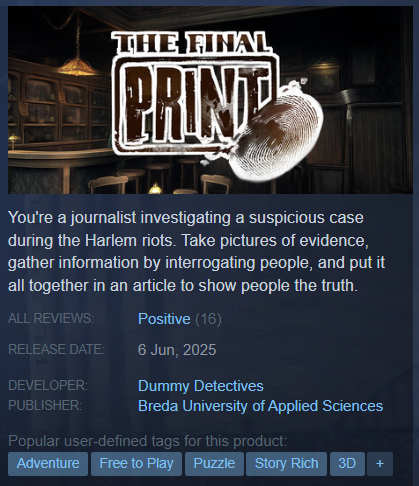 THE FINAL
PRINT
You're a journalist investigating a suspicious case
during the Harlem riots. Take pictures of evidence,
gather information by interrogating people, and put it
all together in an article to show people the truth.
ALL REVIEWS: Positive (16)
RELEASE DATE: 6 Jun, 2025
DEVELOPER: Dummy Detectives
PUBLISHER: Breda University of Applied Sciences
Popular user-defined tags for this product:
Adventure Free to Play Puzzle Story Rich 3D +